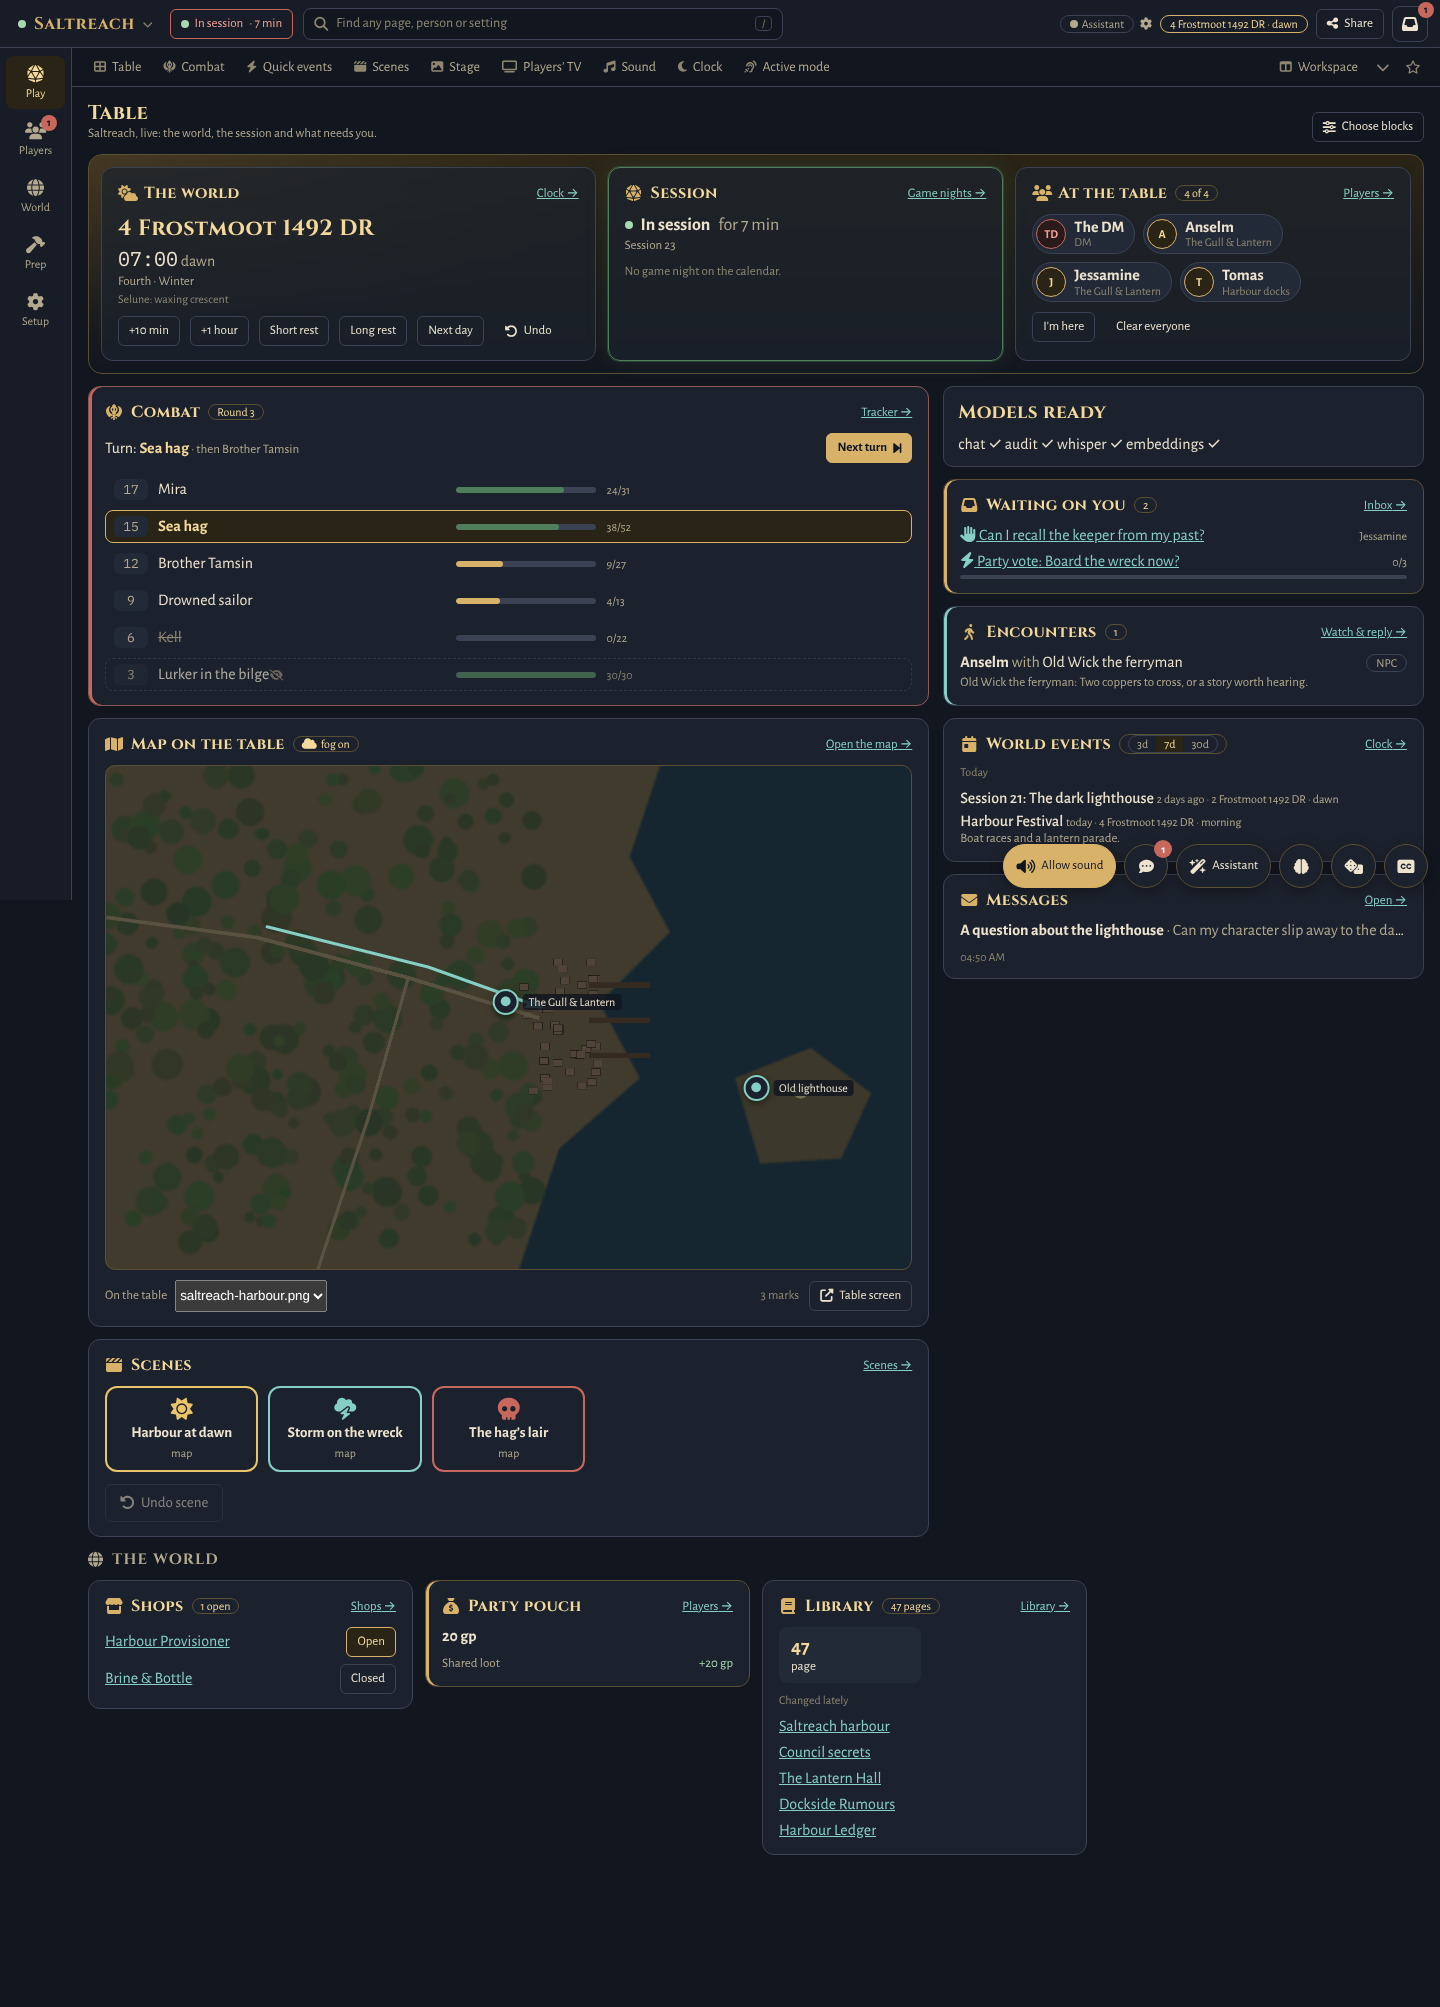 SALTREACH
In session · 7 min
Find any page, person or setting
/
Assistant
4 Frostmoot 1492 DR · dawn
Share
1
Play
1
Players
World
Prep
Setup
Table
Combat
Quick events
Scenes
Stage
Players' TV
Sound
Clock
Active mode
Workspace
TABLE
Saltreach, live: the world, the session and what needs you.
Choose blocks
THE WORLD
Clock →
4 FROSTMOOT 1492 DR
07:00 dawn
Fourth · Winter
Selune: waxing crescent
+10 min
+1 hour
Short rest
Long rest
Next day
Undo
SESSION
Game nights →
In session for 7 min
Session 23
No game night on the calendar.
AT THE TABLE
4 of 4
Players →
TD
The DM
DM
A
Anselm
The Gull & Lantern
J
Jessamine
The Gull & Lantern
T
Tomas
Harbour docks
I'm here
Clear everyone
COMBAT
Round 3
Tracker →
Turn: Sea hag · then Brother Tamsin
Next turn
17 Mira 24/31
15 Sea hag 38/52
12 Brother Tamsin 9/27
9 Drowned sailor 4/13
6 Kell 0/22
3 Lurker in the bilge 30/30
MODELS READY
chat ✓ audit ✓ whisper ✓ embeddings ✓
WAITING ON YOU
2
Inbox →
Can I recall the keeper from my past?
Jessamine
Party vote: Board the wreck now?
0/3
ENCOUNTERS
1
Watch & reply →
Anselm with Old Wick the ferryman
NPC
Old Wick the ferryman: Two coppers to cross, or a story worth hearing.
MAP ON THE TABLE
fog on
Open the map →
The Gull & Lantern
Old lighthouse
On the table
saltreach-harbour.png
3 marks
Table screen
WORLD EVENTS
3d 7d 30d
Clock →
Today
Session 21: The dark lighthouse 2 days ago · 2 Frostmoot 1492 DR · dawn
Harbour Festival today · 4 Frostmoot 1492 DR · morning
Boat races and a lantern parade.
Allow sound
1
Assistant
CC
MESSAGES
Open →
A question about the lighthouse · Can my character slip away to the da...
04:50 AM
SCENES
Scenes →
Harbour at dawn
map
Storm on the wreck
map
The hag's lair
map
Undo scene
THE WORLD
SHOPS
1 open
Shops →
Harbour Provisioner
Open
Brine & Bottle
Closed
PARTY POUCH
Players →
20 gp
Shared loot
+20 gp
LIBRARY
47 pages
Library →
47
page
Changed lately
Saltreach harbour
Council secrets
The Lantern Hall
Dockside Rumours
Harbour Ledger